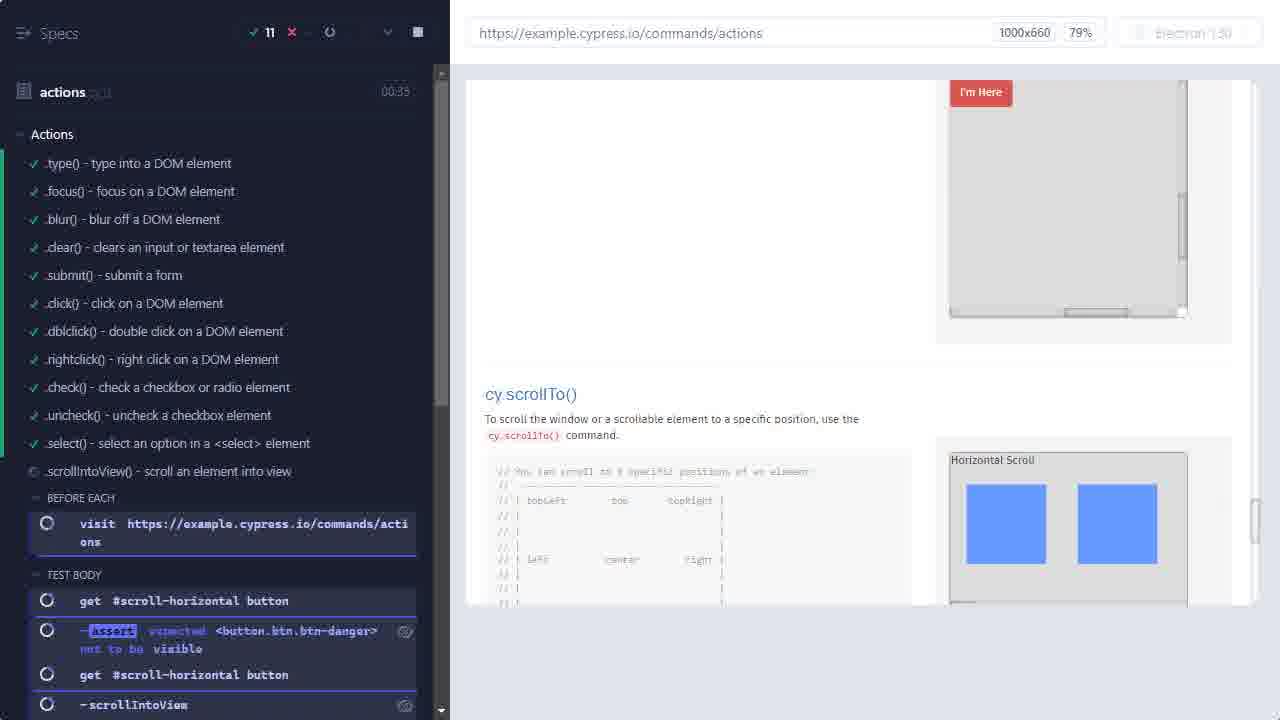 Specs
11
actions
00:33
Actions
.type() - type into a DOM element
.focus() - focus on a DOM element
.blur() - blur off a DOM element
.clear() - clears an input or textarea element
.submit() - submit a form
.click() - click on a DOM element
.dblclick() - double click on a DOM element
.rightclick() - right click on a DOM element
.check() - check a checkbox or radio element
.uncheck() - uncheck a checkbox element
.select() - select an option in a <select> element
.scrollIntoView() - scroll an element into view
BEFORE EACH
visit https://example.cypress.io/commands/acti
ons
TEST BODY
get #scroll-horizontal button
-assert expected <button.btn.btn-danger>
not to be visible
get #scroll-horizontal button
-scrollIntoView
https://example.cypress.io/commands/actions
1000x660
79%
I'm Here
cy.scrollTo()
To scroll the window or a scrollable element to a specific position, use the
cy.scrollTo() command.
// You can scroll to 9 specific positions of an element:
// | topLeft top topRight |
// | left center right |
Horizontal Scroll